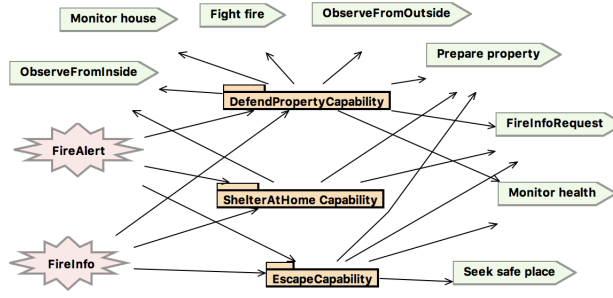 Monitor house
Fight fire
ObserveFromOutside
Prepare property
ObserveFromInside
DefendPropertyCapability
FireInfoRequest
FireAlert
Monitor health
ShelterAtHome Capability
FireInfo
EscapeCapability
Seek safe place